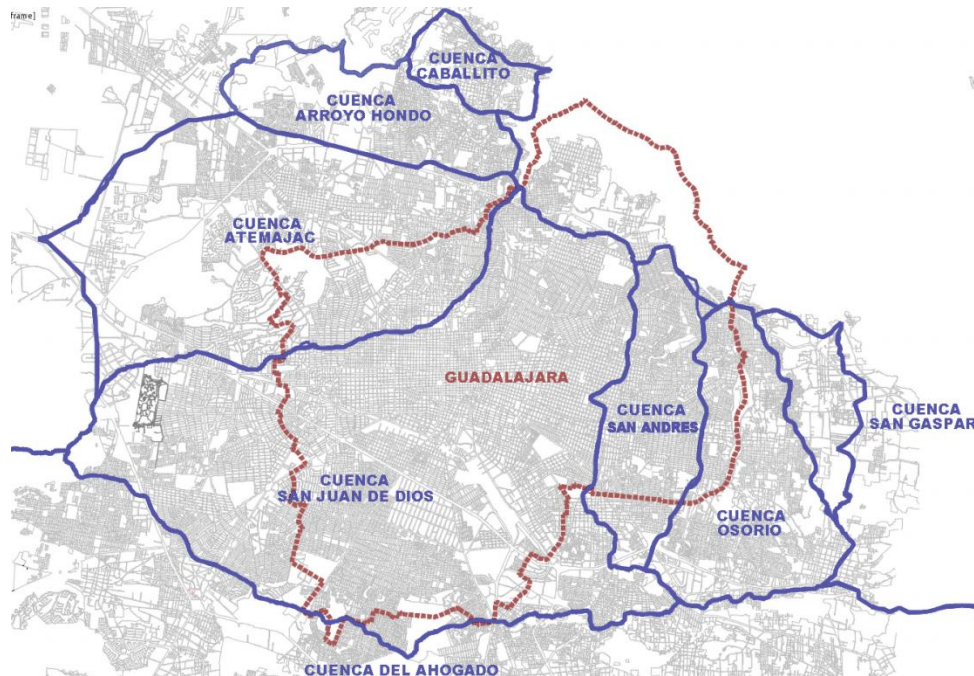 frame]
CUENCA
CABALLITO
CUENCA
ARROYO HONDO
CUENCA
ATEMAJAC
GUADALAJARA
CUENCA
SAN ANDRES
CUENCA
SAN GASPAR
CUENCA
SAN JUAN DE DIOS
CUENCA
OSORIO
CUENCA DEL AHOGADO